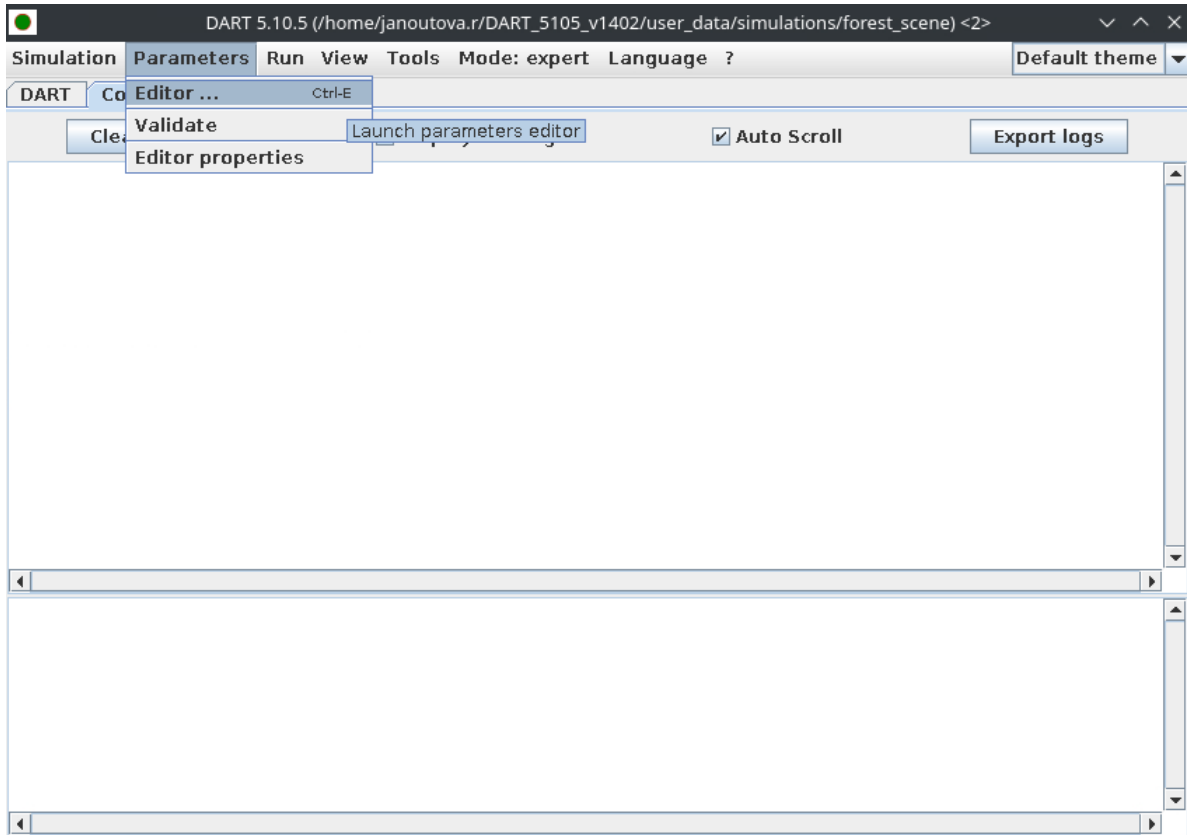 DART 5.10.5 (/home/janoutova.r/DART_5105_v1402/user_data/simulations/forest_scene) <2>
Simulation Parameters Run View Tools Mode: expert Language ? Default theme
DART Co Editor ... Ctrl-E
Clea Validate Launch parameters editor Auto Scroll Export logs
Editor properties